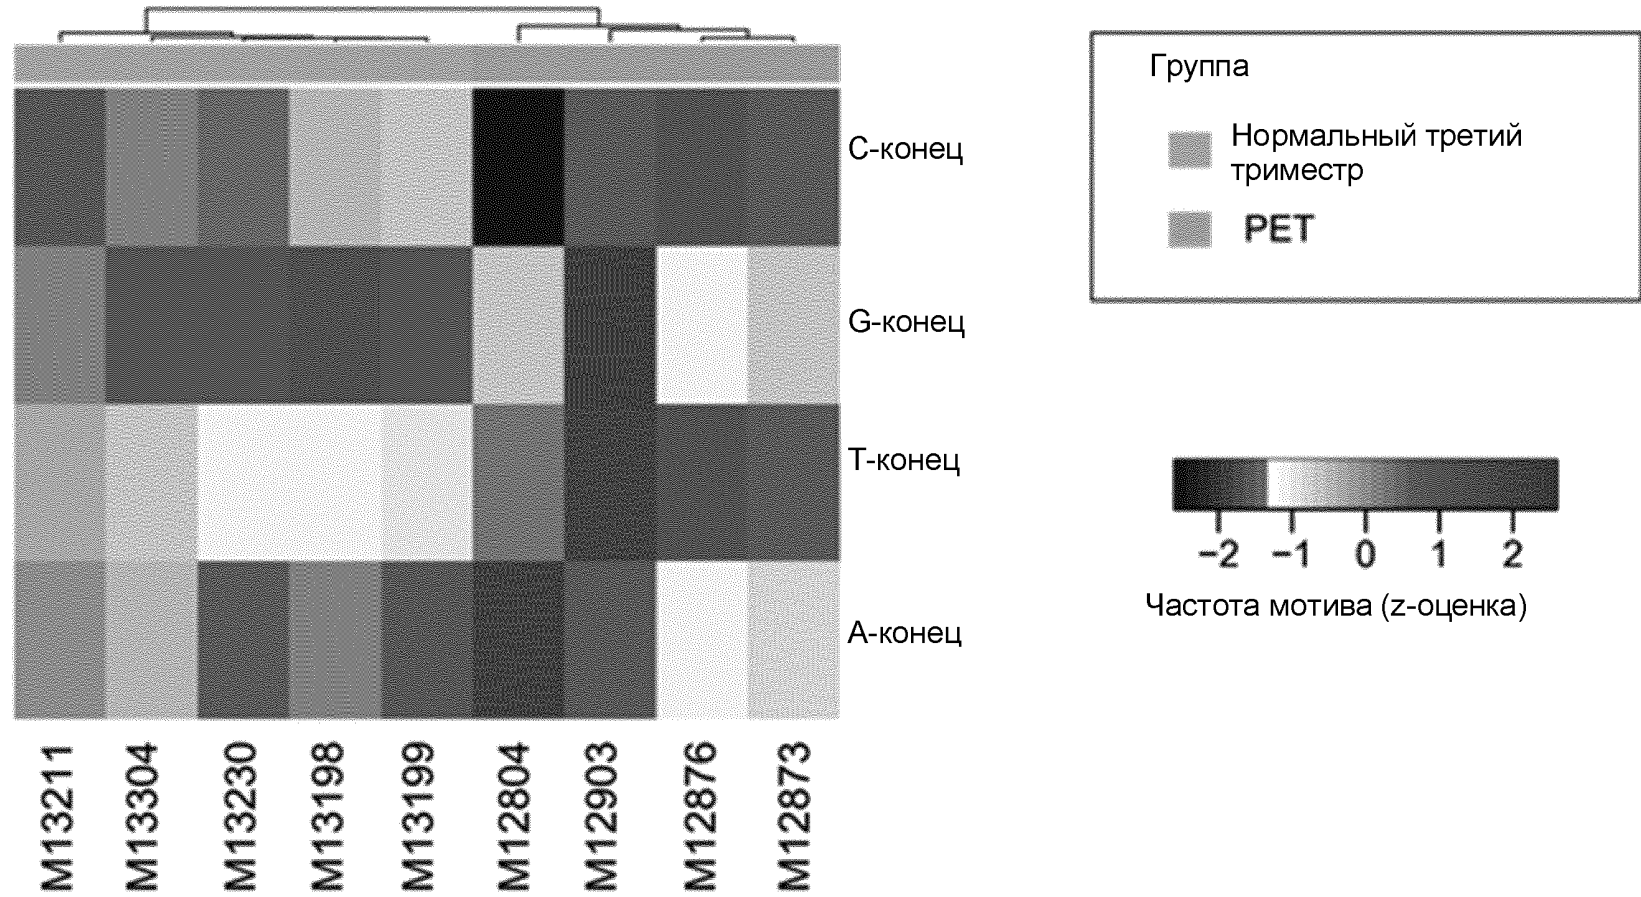 Группа
Нормальный третий
триместр
PET
C-конец
G-конец
T-конец
A-конец
−2 −1 0 1 2
Частота мотива (z-оценка)
M13211
M13304
M13230
M13198
M13199
M12804
M12903
M12876
M12873